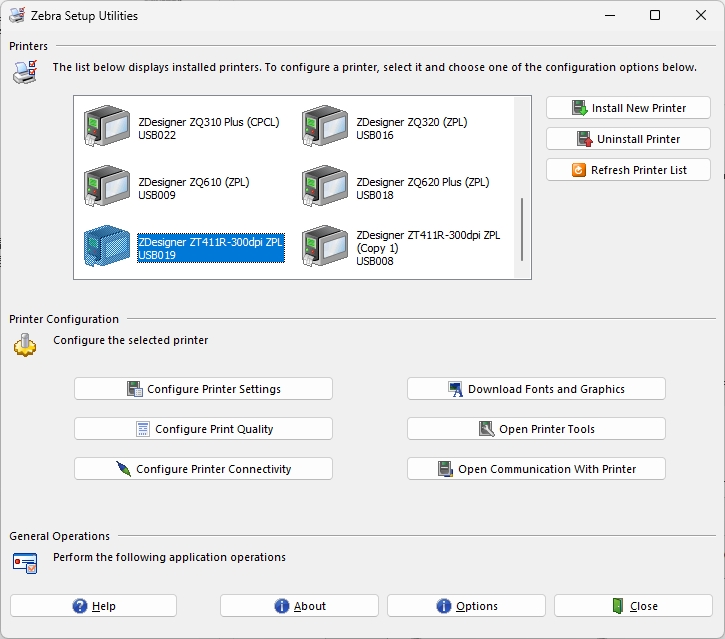 Zebra Setup Utilities
Printers
The list below displays installed printers. To configure a printer, select it and choose one of the configuration options below.
ZDesigner ZQ310 Plus (CPCL)
USB022
ZDesigner ZQ320 (ZPL)
USB016
ZDesigner ZQ610 (ZPL)
USB009
ZDesigner ZQ620 Plus (ZPL)
USB018
ZDesigner ZT411R-300dpi ZPL
USB019
ZDesigner ZT411R-300dpi ZPL
(Copy 1)
USB008
Install New Printer
Uninstall Printer
Refresh Printer List
Printer Configuration
Configure the selected printer
Configure Printer Settings
Download Fonts and Graphics
Configure Print Quality
Open Printer Tools
Configure Printer Connectivity
Open Communication With Printer
General Operations
Perform the following application operations
Help
About
Options
Close